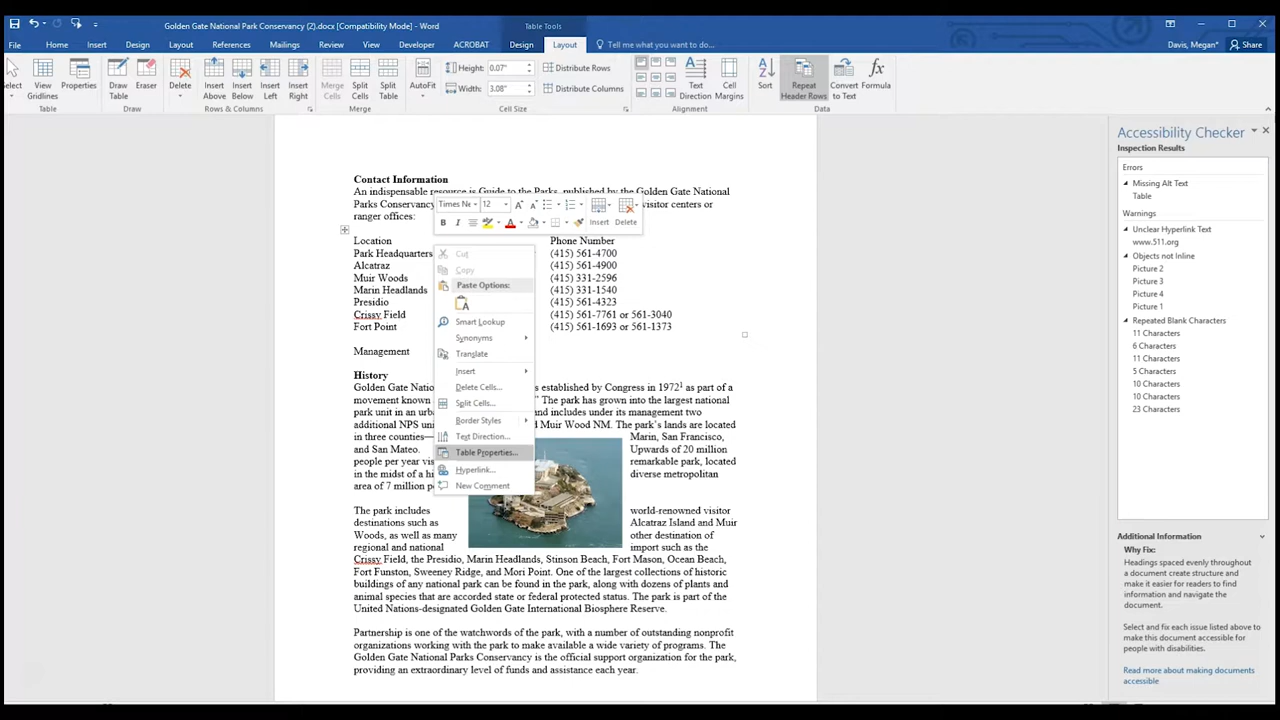 Golden Gate National Park Conservancy (2).docx [Compatibility Mode] - Word
Table Tools
File Home Insert Design Layout References Mailings Review View Developer ACROBAT Design Layout Tell me what you want to do... Davis, Megan* Share
Select
View Gridlines
Properties
Draw Table
Eraser
Delete
Insert Above
Insert Below
Insert Left
Insert Right
Merge Cells
Split Cells
Split Table
AutoFit
Height: 0.07"
Width: 3.08"
Distribute Rows
Distribute Columns
Text Direction
Cell Margins
Sort
Repeat Header Rows
Convert to Text
Formula
Table Draw Rows & Columns Merge Cell Size Alignment Data
Contact Information
An indispensable resource is Guide to the Parks, published by the Golden Gate National
Parks Conservancy
visitor centers or
ranger offices:
Times Ne 12
Insert Delete
Location Phone Number
Park Headquarters (415) 561-4700
Alcatraz (415) 561-4900
Muir Woods (415) 331-2596
Marin Headlands (415) 331-1540
Presidio (415) 561-4323
Crissy Field (415) 561-7761 or 561-3040
Fort Point (415) 561-1693 or 561-1373
Management
Cut
Copy
Paste Options:
A
Smart Lookup
Synonyms
Translate
Insert
Delete Cells...
Split Cells...
Border Styles
Text Direction...
Table Properties...
Hyperlink...
New Comment
History
Golden Gate Natio s established by Congress in 1972¹ as part of a
movement known " The park has grown into the largest national
park unit in an urb and includes under its management two
additional NPS uni d Muir Wood NM. The park's lands are located
in three counties— Marin, San Francisco,
and San Mateo. Upwards of 20 million
people per year vis remarkable park, located
in the midst of a hi diverse metropolitan
area of 7 million p
The park includes world-renowned visitor
destinations such as Alcatraz Island and Muir
Woods, as well as many other destination of
regional and national import such as the
Crissy Field, the Presidio, Marin Headlands, Stinson Beach, Fort Mason, Ocean Beach,
Fort Funston, Sweeney Ridge, and Mori Point. One of the largest collections of historic
buildings of any national park can be found in the park, along with dozens of plants and
animal species that are accorded state or federal protected status. The park is part of the
United Nations-designated Golden Gate International Biosphere Reserve.
Partnership is one of the watchwords of the park, with a number of outstanding nonprofit
organizations working with the park to make available a wide variety of programs. The
Golden Gate National Parks Conservancy is the official support organization for the park,
providing an extraordinary level of funds and assistance each year.
Accessibility Checker
Inspection Results
Errors
Missing Alt Text
Table
Warnings
Unclear Hyperlink Text
www.511.org
Objects not Inline
Picture 2
Picture 3
Picture 4
Picture 1
Repeated Blank Characters
11 Characters
6 Characters
11 Characters
5 Characters
10 Characters
10 Characters
23 Characters
Additional Information
Why Fix:
Headings spaced evenly throughout
a document create structure and
make it easier for readers to find
information and navigate the
document.
Select and fix each issue listed above to
make this document accessible for
people with disabilities.
Read more about making documents
accessible